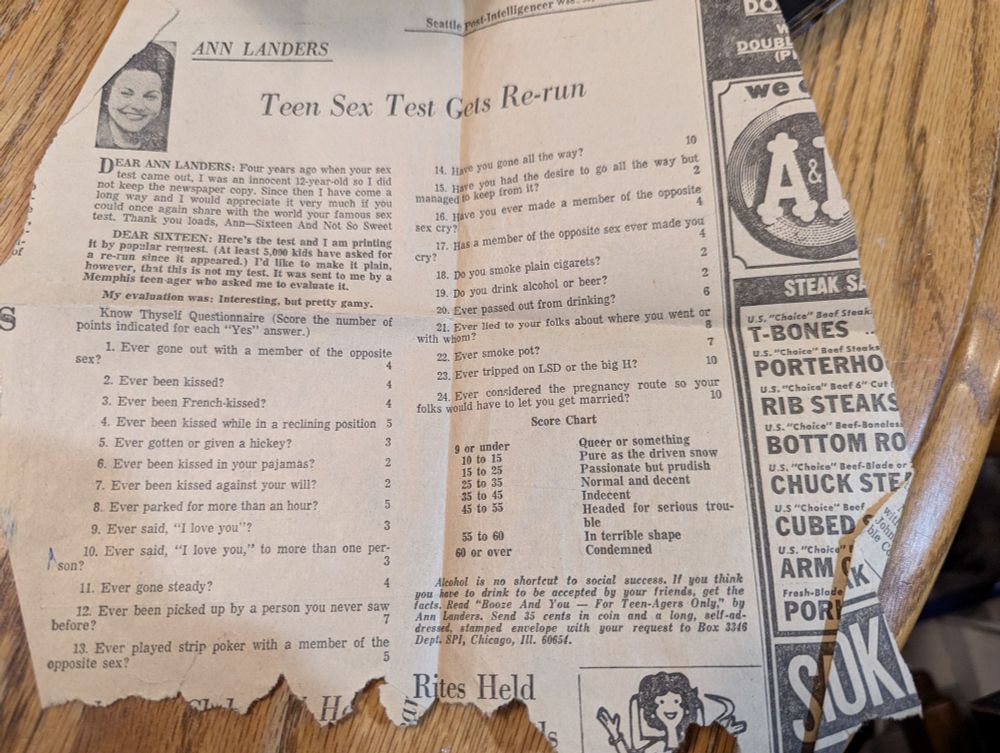 Seattle Post-Intelligencer
ANN LANDERS
Teen Sex Test Gets Re-run
DEAR ANN LANDERS: Four years ago when your sex
test came out, I was an innocent 12-year-old so I did
not keep the newspaper copy. Since then I have come a
long way and I would appreciate it very much if you
could once again share with the world your famous sex
test. Thank you loads, Ann—Sixteen And Not So Sweet
DEAR SIXTEEN: Here's the test and I am printing
it by popular request. (At least 5,000 kids have asked for
a re-run since it appeared.) I'd like to make it plain,
however, that this is not my test. It was sent to me by a
Memphis teen-ager who asked me to evaluate it.
My evaluation was: Interesting, but pretty gamy.
Know Thyself Questionnaire (Score the number of
points indicated for each "Yes" answer.)
1. Ever gone out with a member of the opposite
sex? 4
2. Ever been kissed? 4
3. Ever been French-kissed? 4
4. Ever been kissed while in a reclining position 5
5. Ever gotten or given a hickey? 3
6. Ever been kissed in your pajamas? 2
7. Ever been kissed against your will? 2
8. Ever parked for more than an hour? 5
9. Ever said, "I love you"? 3
10. Ever said, "I love you," to more than one per-
son? 3
11. Ever gone steady? 4
12. Ever been picked up by a person you never saw
before? 7
13. Ever played strip poker with a member of the
opposite sex? 5
14. Have you gone all the way? 10
15. Have you had the desire to go all the way but
managed to keep from it? 2
16. Have you ever made a member of the opposite
sex cry? 4
17. Has a member of the opposite sex ever made you
cry? 4
18. Do you smoke plain cigarets? 2
19. Do you drink alcohol or beer? 2
20. Ever passed out from drinking? 6
21. Ever lied to your folks about where you went or
with whom? 8
22. Ever smoke pot? 7
23. Ever tripped on LSD or the big H? 10
24. Ever considered the pregnancy route so your
folks would have to let you get married? 10
Score Chart
9 or under Queer or something
10 to 15 Pure as the driven snow
15 to 25 Passionate but prudish
25 to 35 Normal and decent
35 to 45 Indecent
45 to 55 Headed for serious trou-
ble
55 to 60 In terrible shape
60 or over Condemned
Alcohol is no shortcut to social success. If you think
you have to drink to be accepted by your friends, get the
facts. Read "Booze And You — For Teen-Agers Only," by
Ann Landers. Send 35 cents in coin and a long, self-ad-
dressed, stamped envelope with your request to Box 3346
Dept. SPI, Chicago, Ill. 60654.
Rites Held
DO
DOUBL
we
A&
STEAK SA
U.S. "Choice" Beef Steak
T-BONES
U.S. "Choice" Beef Steaks
PORTERHO
U.S. "Choice" Beef 6" Cut
RIB STEAKS
U.S. "Choice" Beef-Boneless
BOTTOM RO
U.S. "Choice" Beef-Blade or
CHUCK STE
U.S "Choice" Beef
CUBED
U.S. "Choice"
ARM
Fresh-Blade
POR